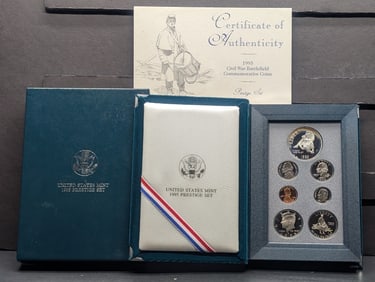 Certificate of
Authenticity
1995
Civil War Battlefield
Commemorative Coins
Prestige Set
UNITED STATES MINT
1995 PRESTIGE SET
UNITED STATES MINT
1995 PRESTIGE SET